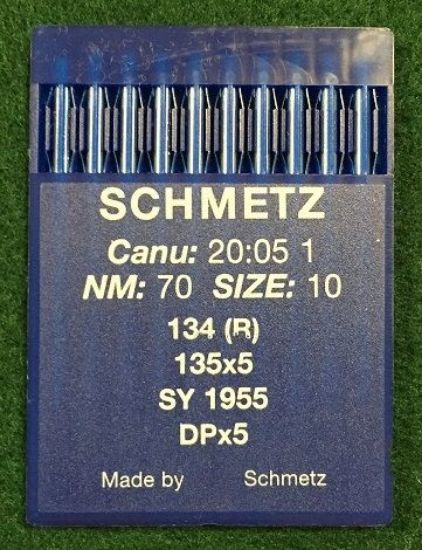 SCHMETZ
Canu: 20:05 1
NM: 70 SIZE: 10
134 (R)
135x5
SY 1955
DPx5
Made by Schmetz